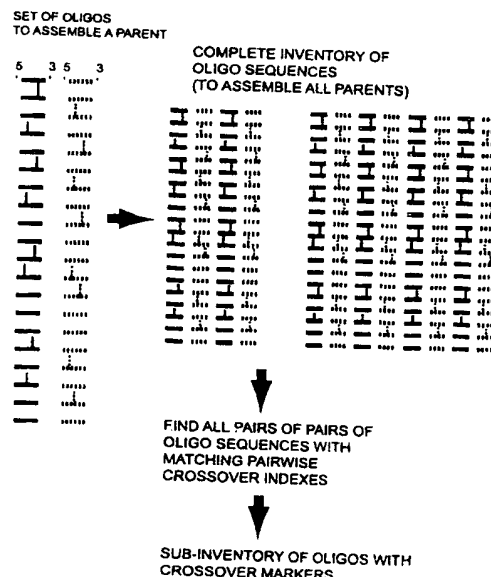 SET OF OLIGOS
TO ASSEMBLE A PARENT
5 3 5 3
COMPLETE INVENTORY OF
OLIGO SEQUENCES
(TO ASSEMBLE ALL PARENTS)
FIND ALL PAIRS OF PAIRS OF
OLIGO SEQUENCES WITH
MATCHING PAIRWISE
CROSSOVER INDEXES
SUB-INVENTORY OF OLIGOS WITH
CROSSOVER MARKERS